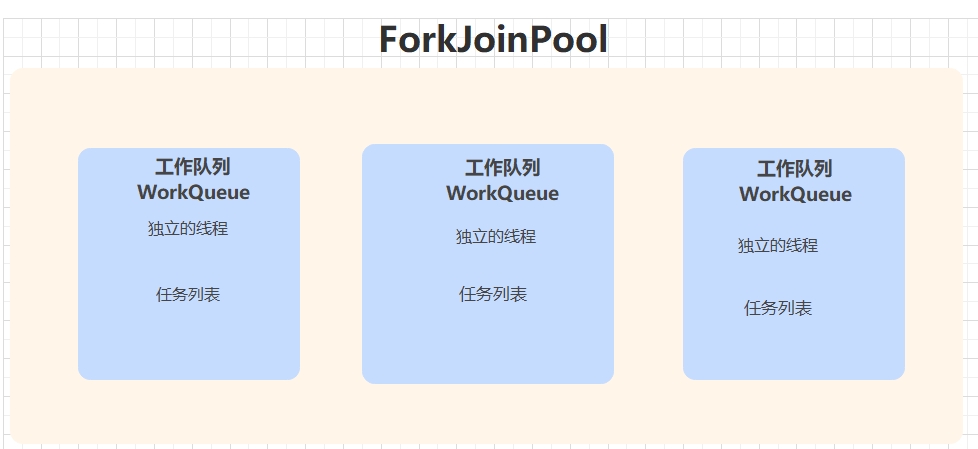 ForkJoinPool
工作队列
WorkQueue
独立的线程
任务列表
工作队列
WorkQueue
独立的线程
任务列表
工作队列
WorkQueue
独立的线程
任务列表